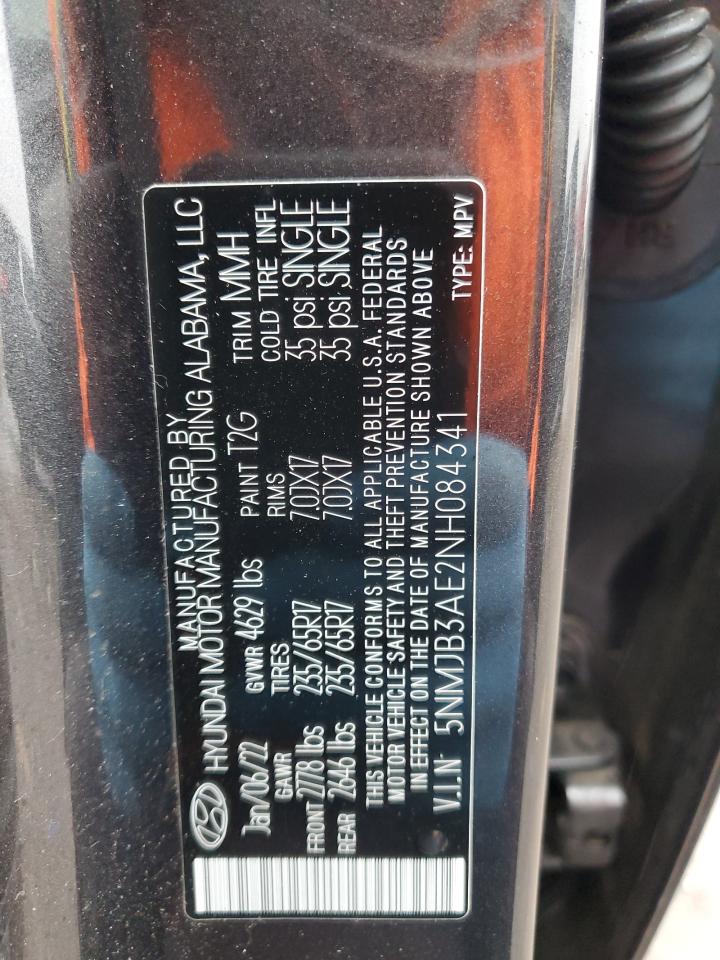 MANUFACTURED BY
HYUNDAI MOTOR MANUFACTURING ALABAMA, LLC
Jan/06/22 GVWR 4629 lbs PAINT T2G TRIM MMH
GAWR TIRES RIMS COLD TIRE INFL
FRONT 2778 lbs 235/65R17 7.0JX17 35 psi SINGLE
REAR 2646 lbs 235/65R17 7.0JX17 35 psi SINGLE
THIS VEHICLE CONFORMS TO ALL APPLICABLE U.S.A. FEDERAL
MOTOR VEHICLE SAFETY AND THEFT PREVENTION STANDARDS
IN EFFECT ON THE DATE OF MANUFACTURE SHOWN ABOVE
V.I.N 5NMJB3AE2NH084341 TYPE: MPV